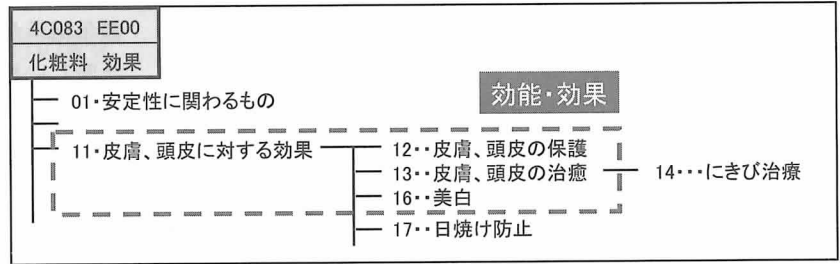 4C083 EE00
化粧料 効果
効能・効果
01・安定性に関わるもの
11・皮膚、頭皮に対する効果
12・・皮膚、頭皮の保護
13・・皮膚、頭皮の治癒
14・・・にきび治療
16・・美白
17・・日焼け防止